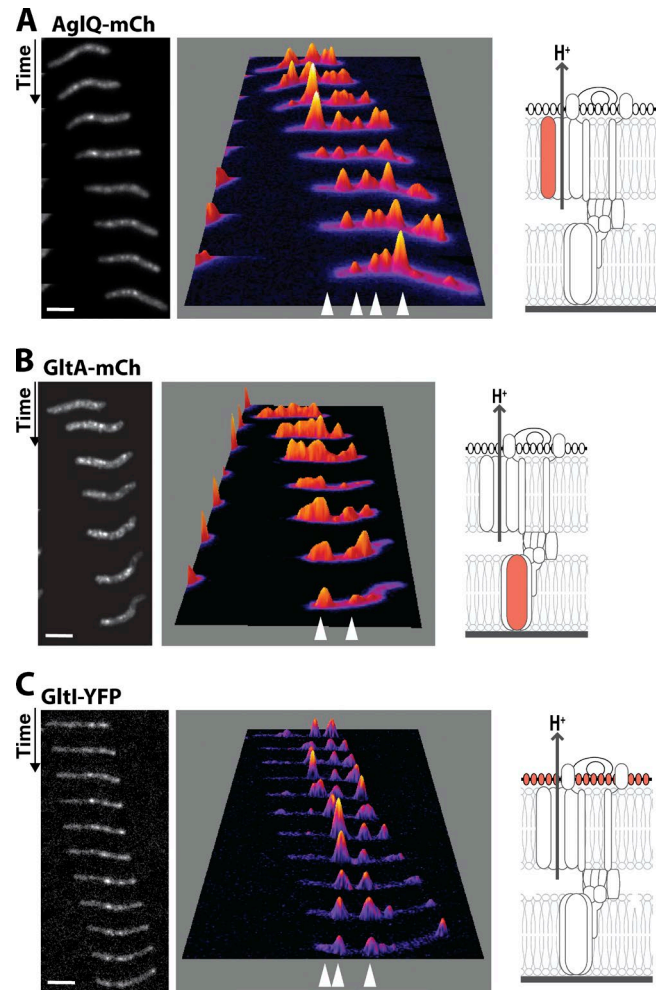 A
AglQ-mCh
Time
H+
B
GltA-mCh
Time
H+
C
GltI-YFP
Time
H+